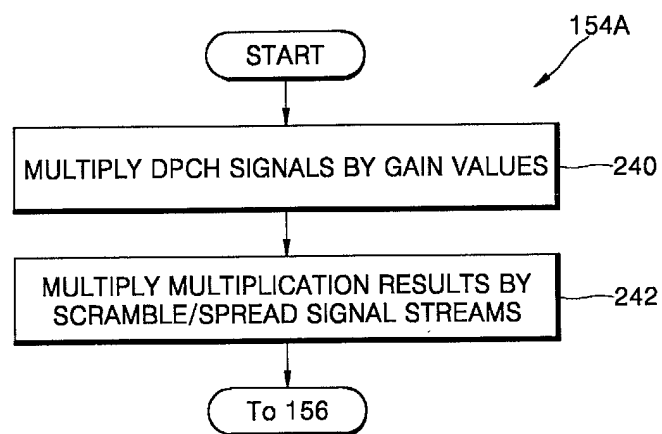 154A
START
MULTIPLY DPCH SIGNALS BY GAIN VALUES
240
MULTIPLY MULTIPLICATION RESULTS BY
SCRAMBLE/SPREAD SIGNAL STREAMS
242
To 156